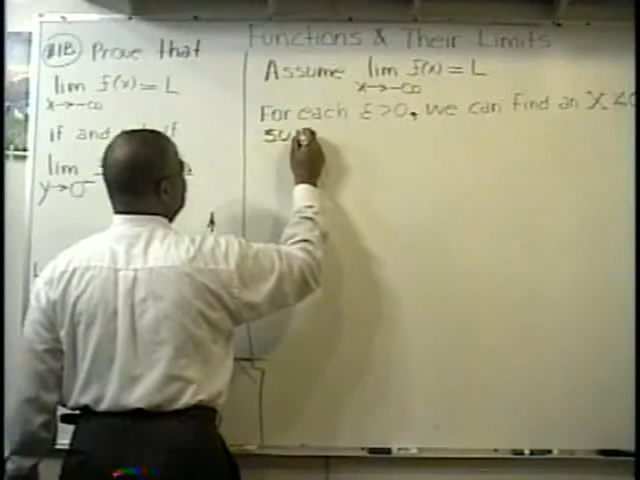 Functions & Their Limits
#1B Prove that
lim f(x) = L
x→-∞
if and if
lim
y→0⁻
Assume lim f(x) = L
x→-∞
For each ε>0, we can find an X<0
su